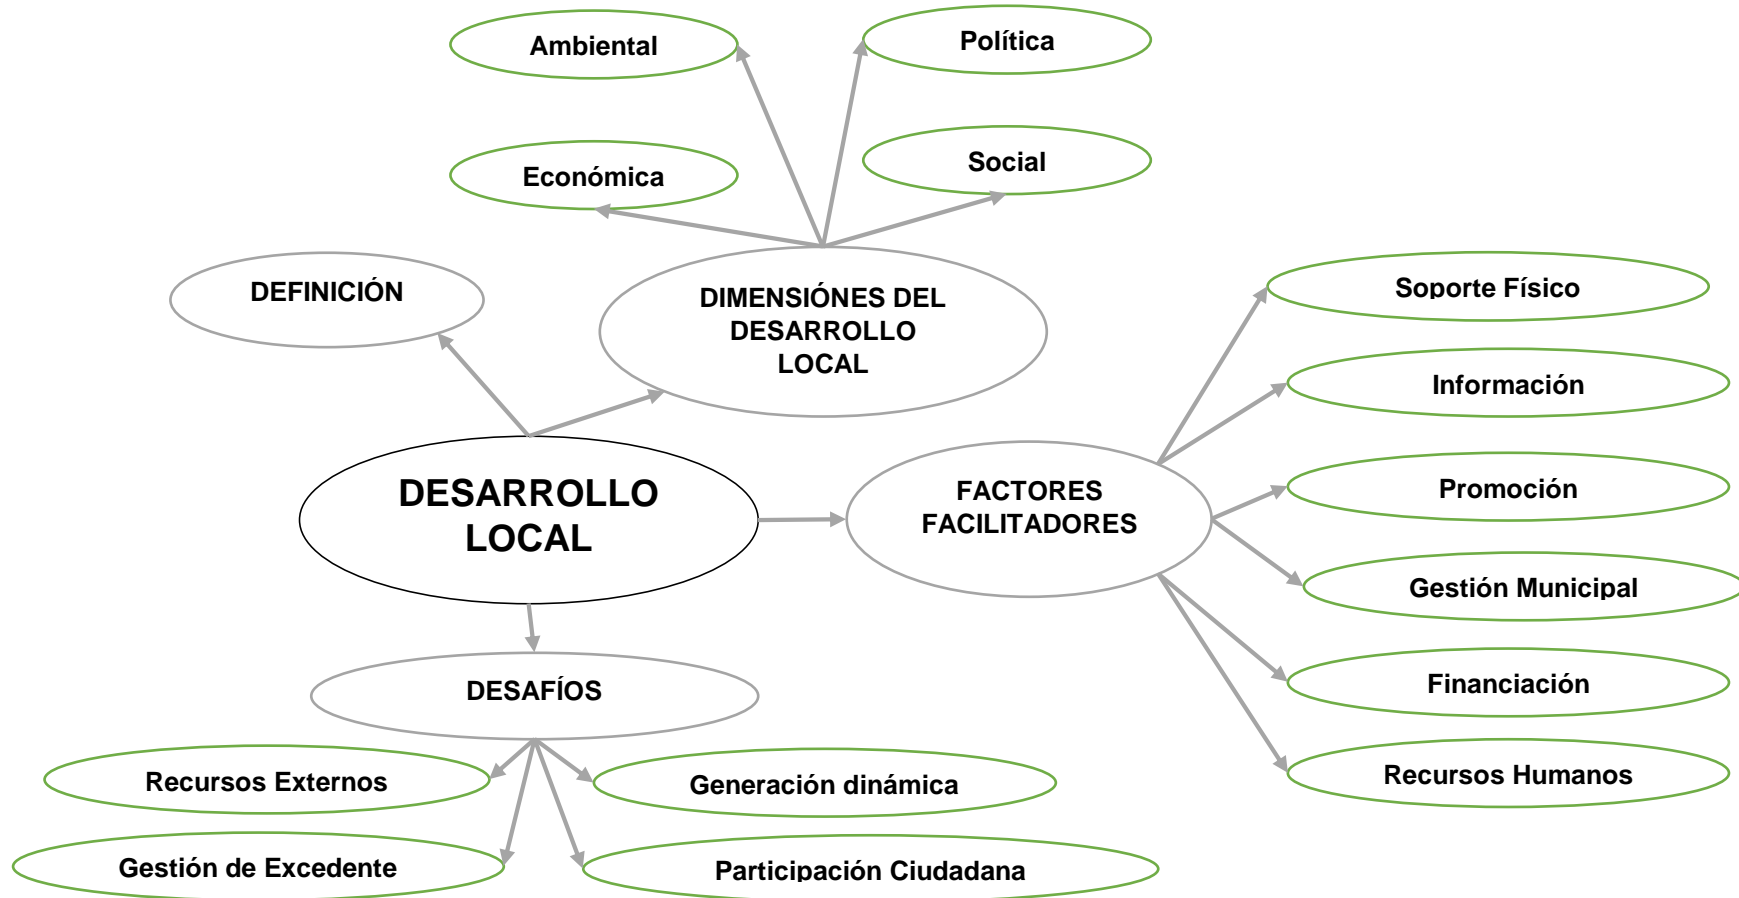 Ambiental
Política
Económica
Social
DEFINICIÓN
DIMENSIÓNES DEL
DESARROLLO
LOCAL
Soporte Físico
Información
DESARROLLO
LOCAL
FACTORES
FACILITADORES
Promoción
Gestión Municipal
Financiación
Recursos Humanos
DESAFÍOS
Recursos Externos
Generación dinámica
Gestión de Excedente
Participación Ciudadana